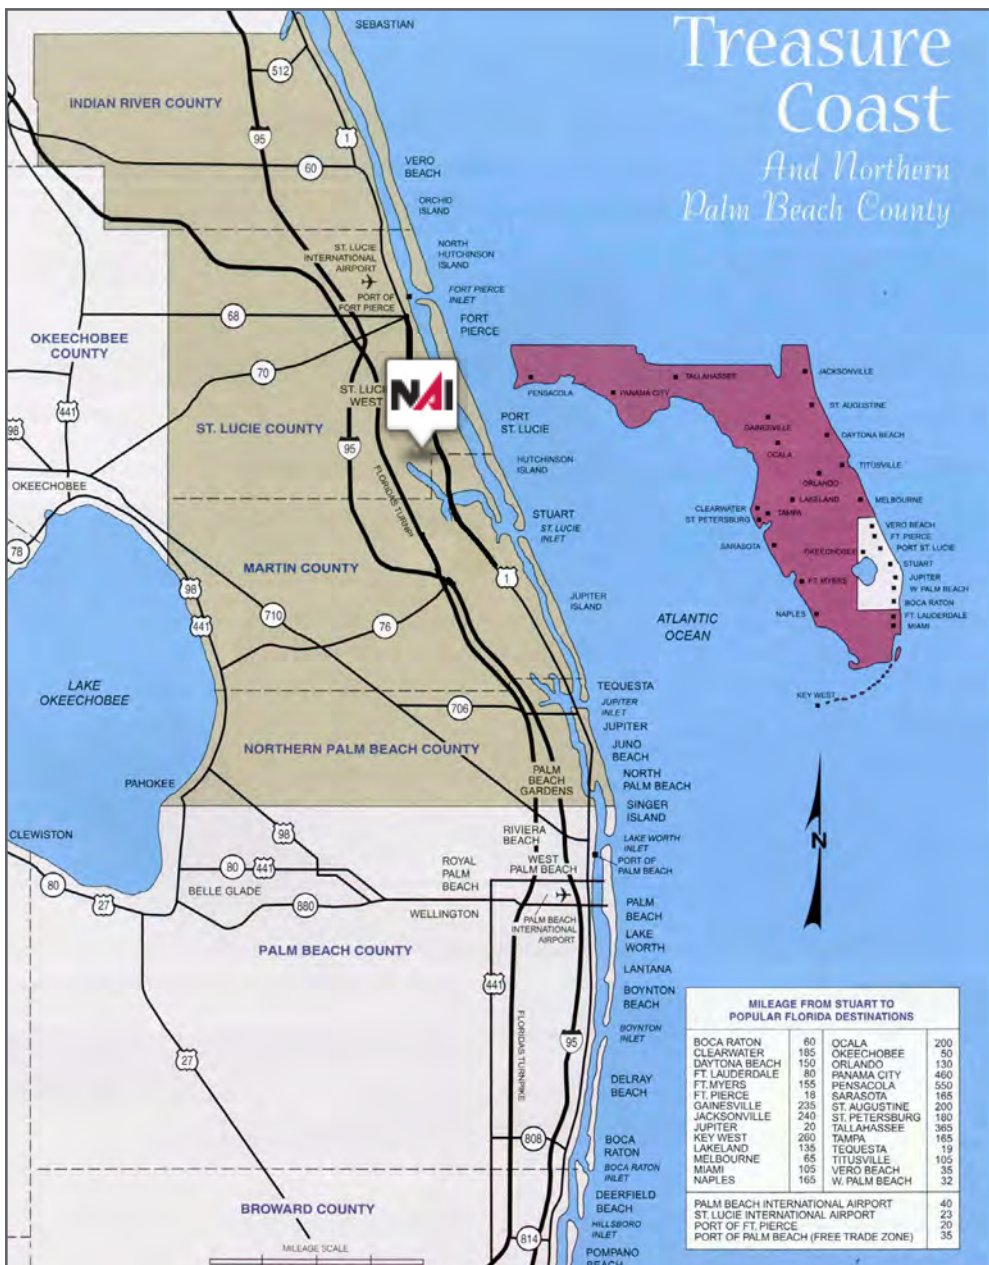 Treasure
Coast
And Northern
Palm Beach County
SEBASTIAN
512
INDIAN RIVER COUNTY
95
1
60
VERO
BEACH
ORCHID
ISLAND
ST. LUCIE
INTERNATIONAL
AIRPORT
NORTH
HUTCHINSON
ISLAND
PORT OF
FORT PIERCE
FORT PIERCE
INLET
68
FORT
PIERCE
OKEECHOBEE
COUNTY
70
ST. LUCIE
WEST
NAI
441
98
ST. LUCIE COUNTY
95
PORT
ST. LUCIE
HUTCHINSON
ISLAND
OKEECHOBEE
FLORIDAS TURNP
STUART
ST. LUCIE
INLET
78
MARTIN COUNTY
1
98
441
710
76
JUPITER
ISLAND
ATLANTIC
OCEAN
LAKE
OKEECHOBEE
TEQUESTA
JUPITER
INLET
706
JUPITER
NORTHERN PALM BEACH COUNTY
JUNO
BEACH
PAHOKEE
PALM
BEACH
GARDENS
NORTH
PALM BEACH
SINGER
ISLAND
CLEWISTON
98
RIVIERA
BEACH
LAKE WORTH
INLET
80
441
ROYAL
PALM
BEACH
WEST
PALM BEACH
PORT OF
PALM BEACH
80
27
BELLE GLADE
880
WELLINGTON
PALM BEACH
INTERNATIONAL
AIRPORT
PALM
BEACH
LAKE
WORTH
PALM BEACH COUNTY
LANTANA
441
BOYNTON
BEACH
FLORIDAS TURNPIKE
95
BOYNTON
INLET
27
DELRAY
BEACH
808
BOCA
RATON
BOCA RATON
INLET
BROWARD COUNTY
DEERFIELD
BEACH
814
HILLSBORO
INLET
MILEAGE SCALE
POMPANO
BEACH
PENSACOLA
PANAMA CITY
TALLAHASSEE
JACKSONVILLE
ST. AUGUSTINE
GAINESVILLE
DAYTONA BEACH
OCALA
TITUSVILLE
ORLANDO
LAKELAND
MELBOURNE
CLEARWATER
TAMPA
ST. PETERSBURG
VERO BEACH
FT. PIERCE
SARASOTA
OKEECHOBEE
PORT ST. LUCIE
STUART
FT. MYERS
JUPITER
W. PALM BEACH
BOCA RATON
NAPLES
FT. LAUDERDALE
MIAMI
KEY WEST
N
MILEAGE FROM STUART TO
POPULAR FLORIDA DESTINATIONS
BOCA RATON 60 OCALA 200
CLEARWATER 185 OKEECHOBEE 50
DAYTONA BEACH 150 ORLANDO 130
FT. LAUDERDALE 80 PANAMA CITY 460
FT.MYERS 155 PENSACOLA 550
FT. PIERCE 18 SARASOTA 165
GAINESVILLE 235 ST. AUGUSTINE 200
JACKSONVILLE 240 ST. PETERSBURG 180
JUPITER 20 TALLAHASSEE 365
KEY WEST 260 TAMPA 165
LAKELAND 135 TEQUESTA 19
MELBOURNE 65 TITUSVILLE 105
MIAMI 105 VERO BEACH 35
NAPLES 165 W. PALM BEACH 32
PALM BEACH INTERNATIONAL AIRPORT 40
ST. LUCIE INTERNATIONAL AIRPORT 23
PORT OF FT. PIERCE 20
PORT OF PALM BEACH (FREE TRADE ZONE) 35